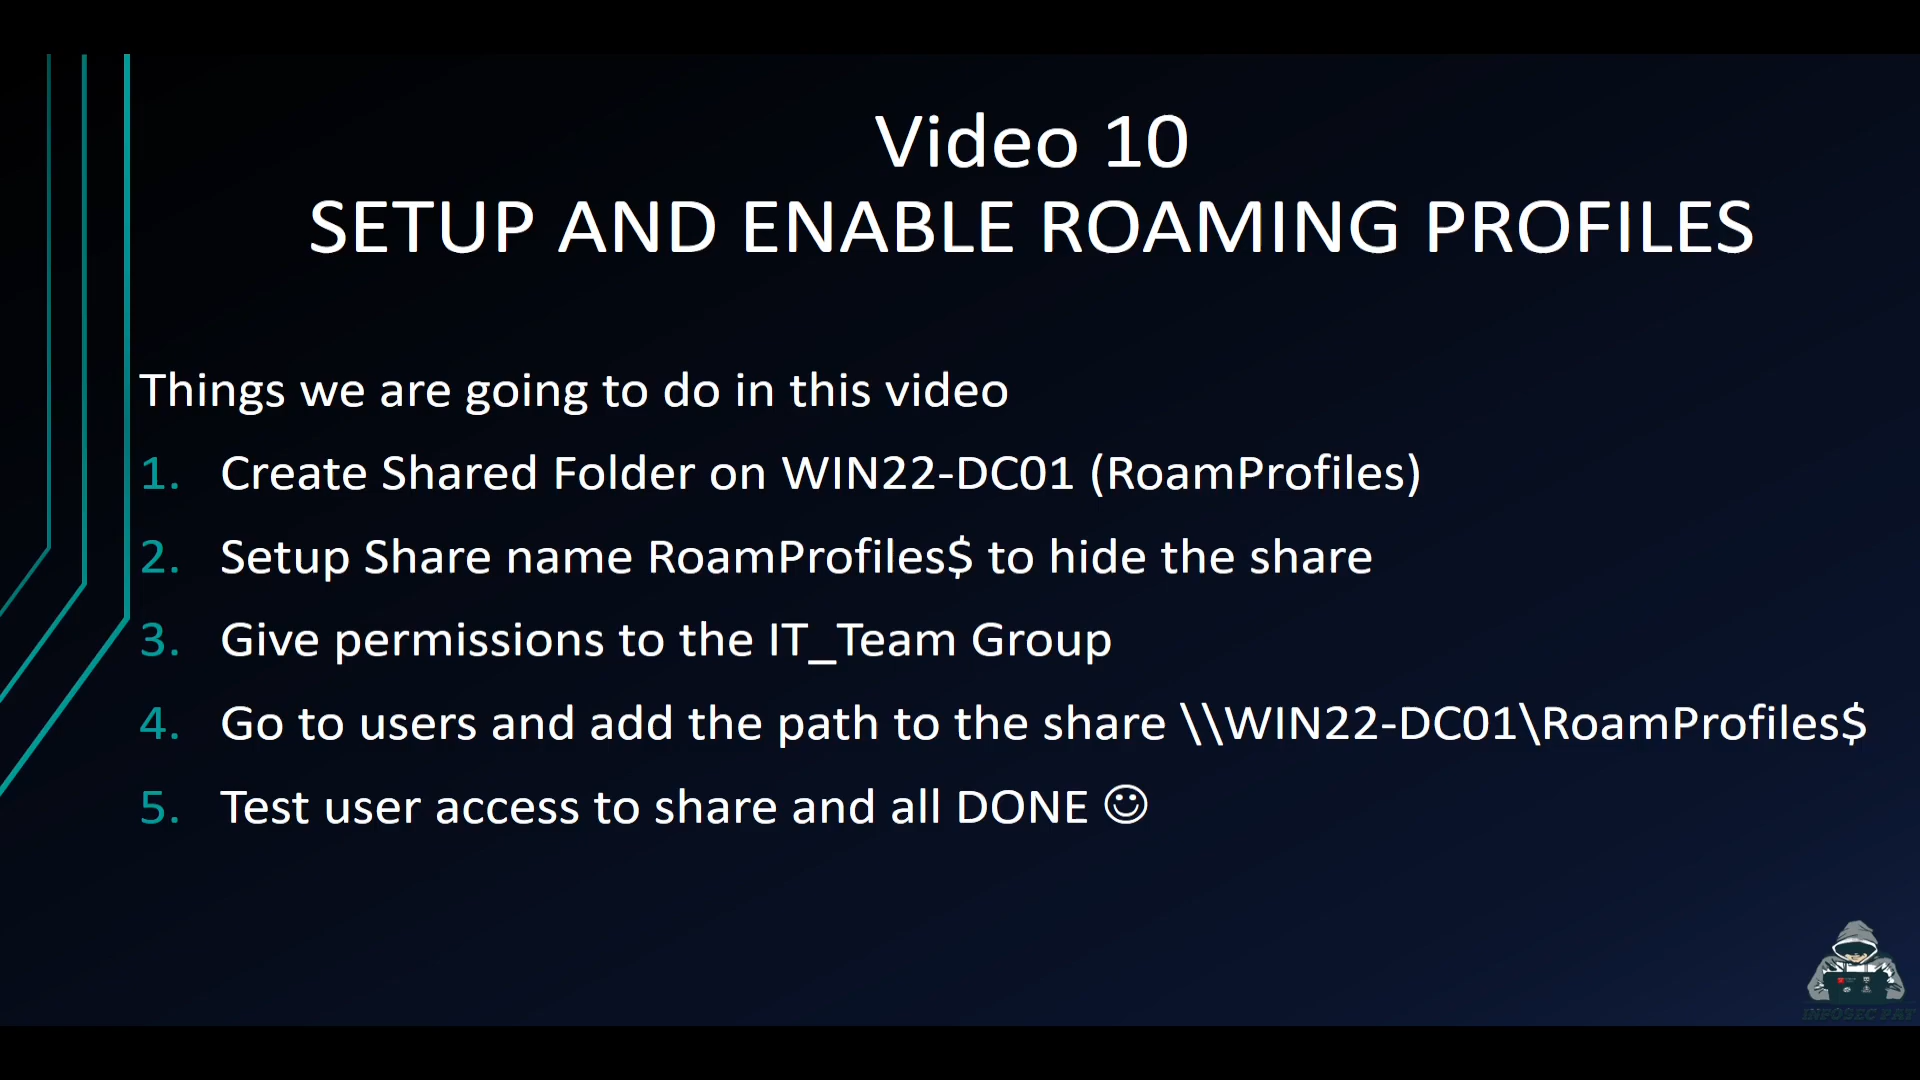 Video 10
SETUP AND ENABLE ROAMING PROFILES
Things we are going to do in this video
1. Create Shared Folder on WIN22-DC01 (RoamProfiles)
2. Setup Share name RoamProfiles$ to hide the share
3. Give permissions to the IT_Team Group
4. Go to users and add the path to the share \\WIN22-DC01\RoamProfiles$
5. Test user access to share and all DONE ☺
INFOSEC PAT